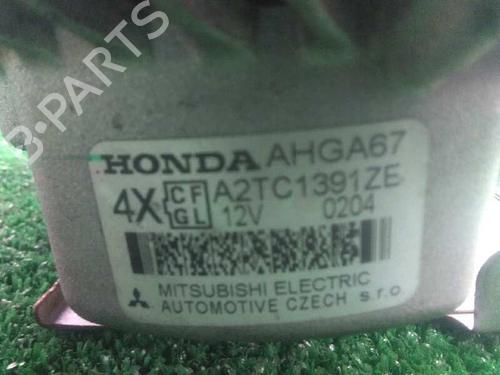 B-PARTS
HONDA AHGA67
4X CF GL A2TC1391ZE
12V 0204
MITSUBISHI ELECTRIC
AUTOMOTIVE CZECH s.r.o